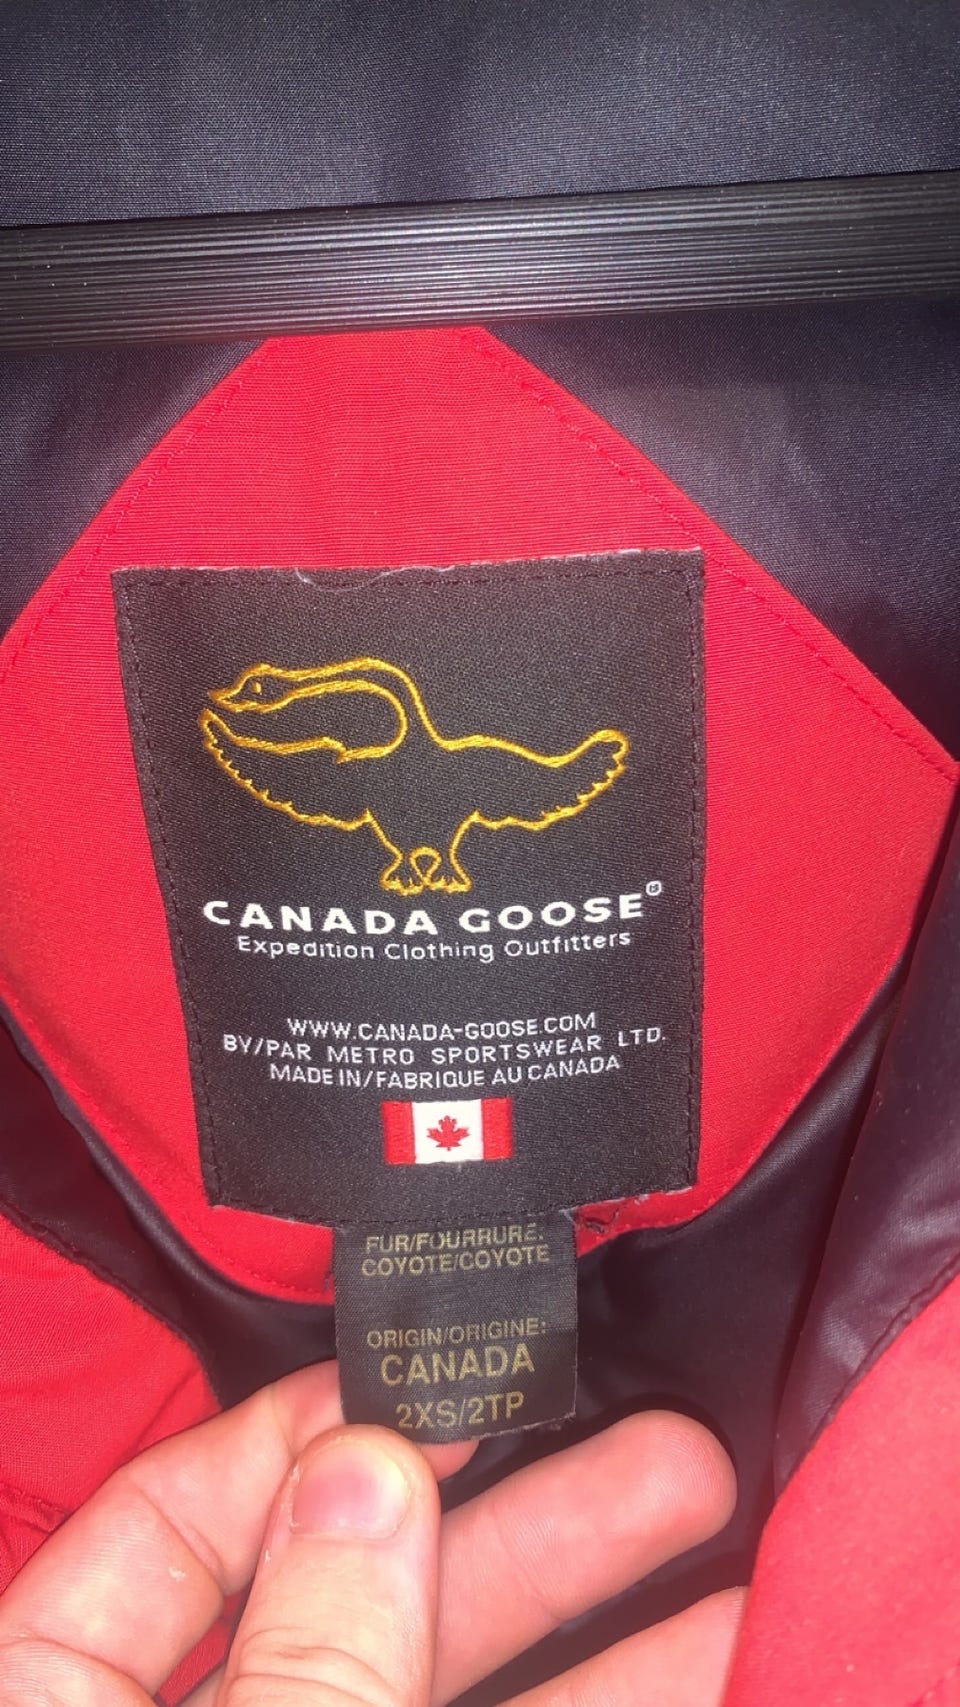 CANADA GOOSE®
Expedition Clothing Outfitters
WWW.CANADA-GOOSE.COM
BY/PAR METRO SPORTSWEAR LTD.
MADE IN/FABRIQUE AU CANADA
FUR/FOURRURE:
COYOTE/COYOTE
ORIGIN/ORIGINE:
CANADA
2XS/2TP